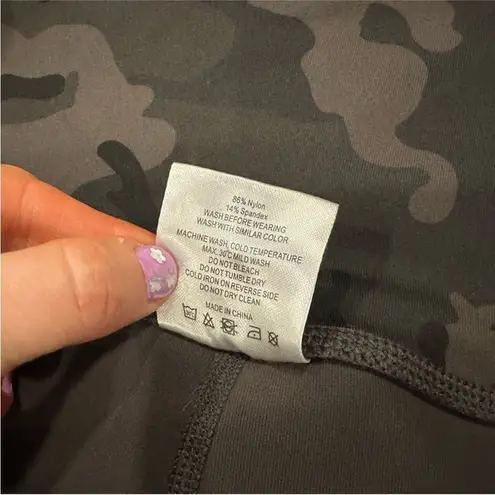 86% Nylon
14% Spandex
WASH BEFORE WEARING
WASH WITH SIMILAR COLOR
MACHINE WASH, COLD TEMPERATURE
MAX. 30°C MILD WASH
DO NOT BLEACH
DO NOT TUMBLE DRY
COLD IRON ON REVERSE SIDE
DO NOT DRY CLEAN
MADE IN CHINA